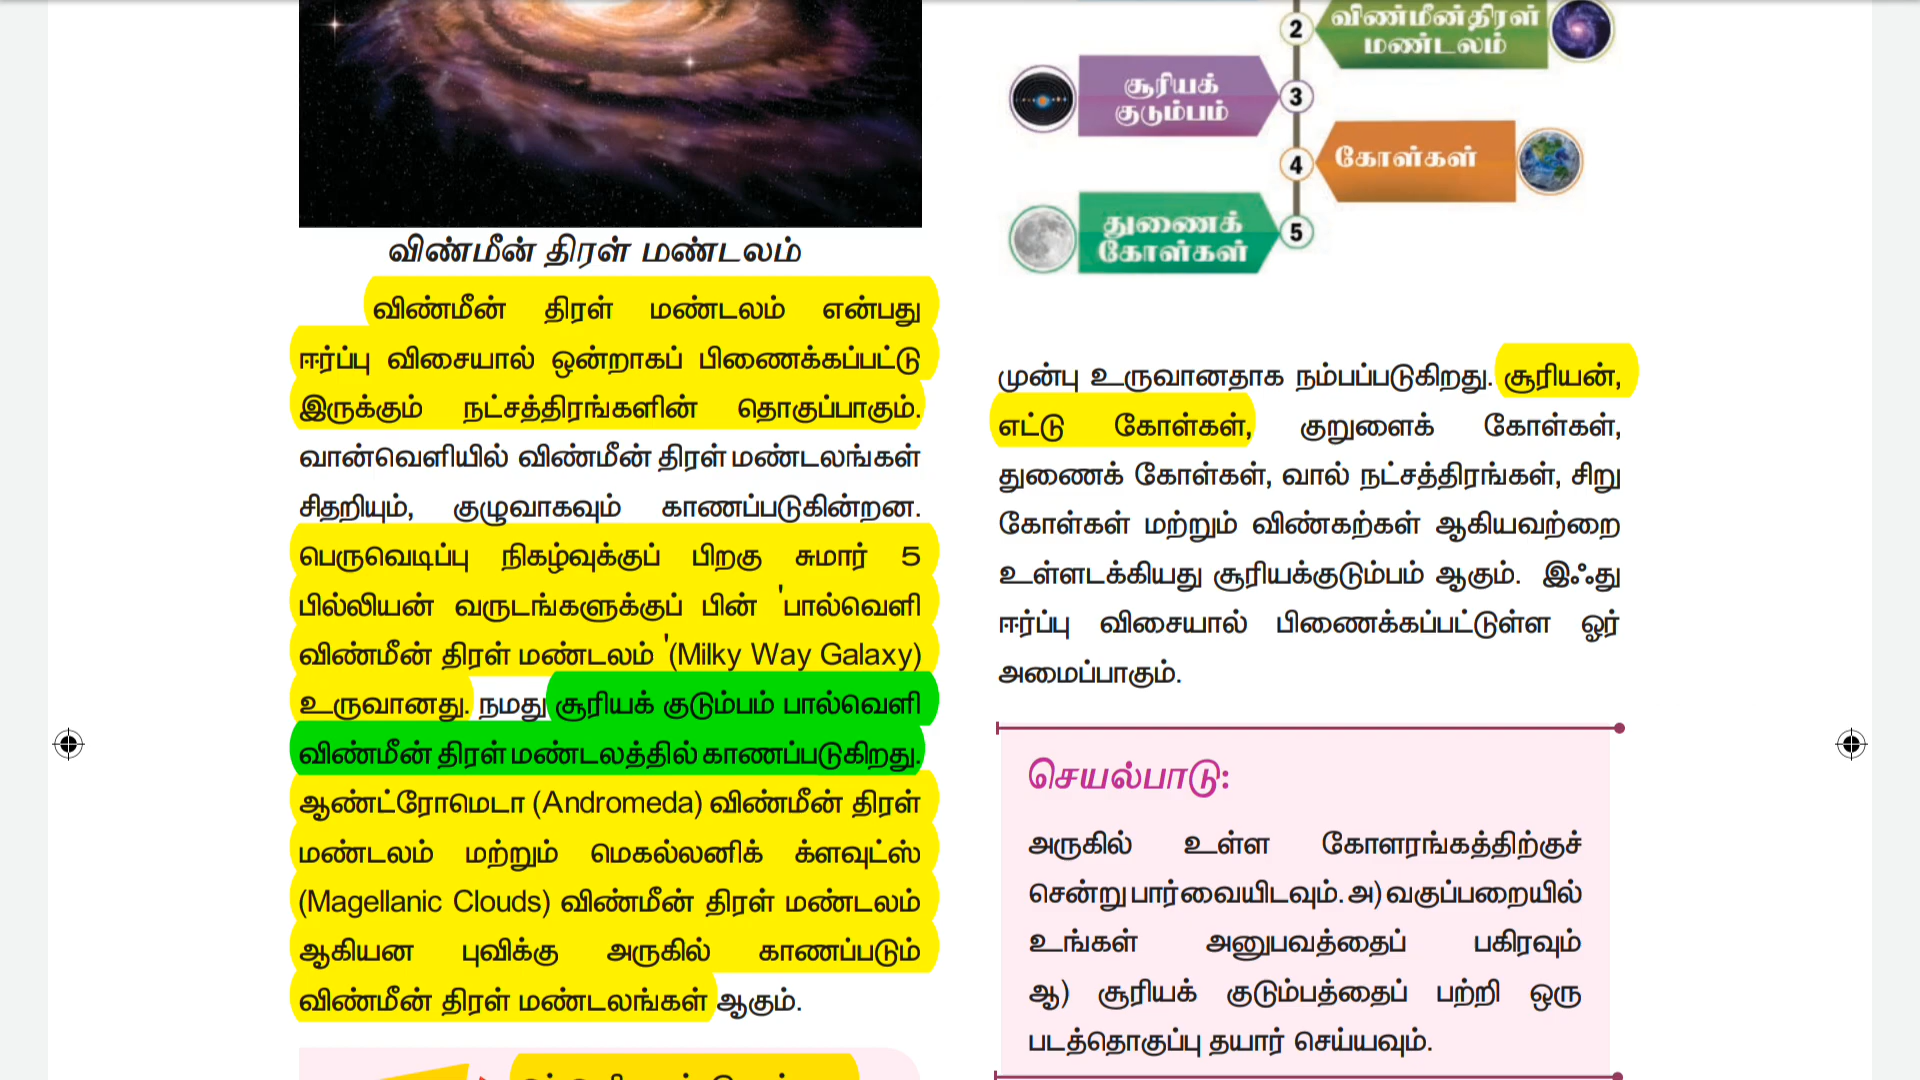 விண்மீன் திரள் மண்டலம்
விண்மீன் திரள் மண்டலம் என்பது
ஈர்ப்பு விசையால் ஒன்றாகப் பிணைக்கப்பட்டு
இருக்கும் நட்சத்திரங்களின் தொகுப்பாகும்.
வான்வெளியில் விண்மீன் திரள் மண்டலங்கள்
சிதறியும், குழுவாகவும் காணப்படுகின்றன.
பெருவெடிப்பு நிகழ்வுக்குப் பிறகு சுமார் 5
பில்லியன் வருடங்களுக்குப் பின் 'பால்வெளி
விண்மீன் திரள் மண்டலம் '(Milky Way Galaxy)
உருவானது. நமது சூரியக் குடும்பம் பால்வெளி
விண்மீன் திரள் மண்டலத்தில் காணப்படுகிறது.
ஆண்ட்ரோமெடா (Andromeda) விண்மீன் திரள்
மண்டலம் மற்றும் மெகல்லனிக் க்ளவுட்ஸ்
(Magellanic Clouds) விண்மீன் திரள் மண்டலம்
ஆகியன புவிக்கு அருகில் காணப்படும்
விண்மீன் திரள் மண்டலங்கள் ஆகும்.
2 விண்மீன்திரள்
மண்டலம்
சூரியக்
குடும்பம் 3
4 கோள்கள்
துணைக்
கோள்கள் 5
முன்பு உருவானதாக நம்பப்படுகிறது. சூரியன்,
எட்டு கோள்கள், குறுளைக் கோள்கள்,
துணைக் கோள்கள், வால் நட்சத்திரங்கள், சிறு
கோள்கள் மற்றும் விண்கற்கள் ஆகியவற்றை
உள்ளடக்கியது சூரியக்குடும்பம் ஆகும். இஃது
ஈர்ப்பு விசையால் பிணைக்கப்பட்டுள்ள ஓர்
அமைப்பாகும்.
செயல்பாடு:
அருகில் உள்ள கோளரங்கத்திற்குச்
சென்று பார்வையிடவும். அ) வகுப்பறையில்
உங்கள் அனுபவத்தைப் பகிரவும்
ஆ) சூரியக் குடும்பத்தைப் பற்றி ஒரு
படத்தொகுப்பு தயார் செய்யவும்.